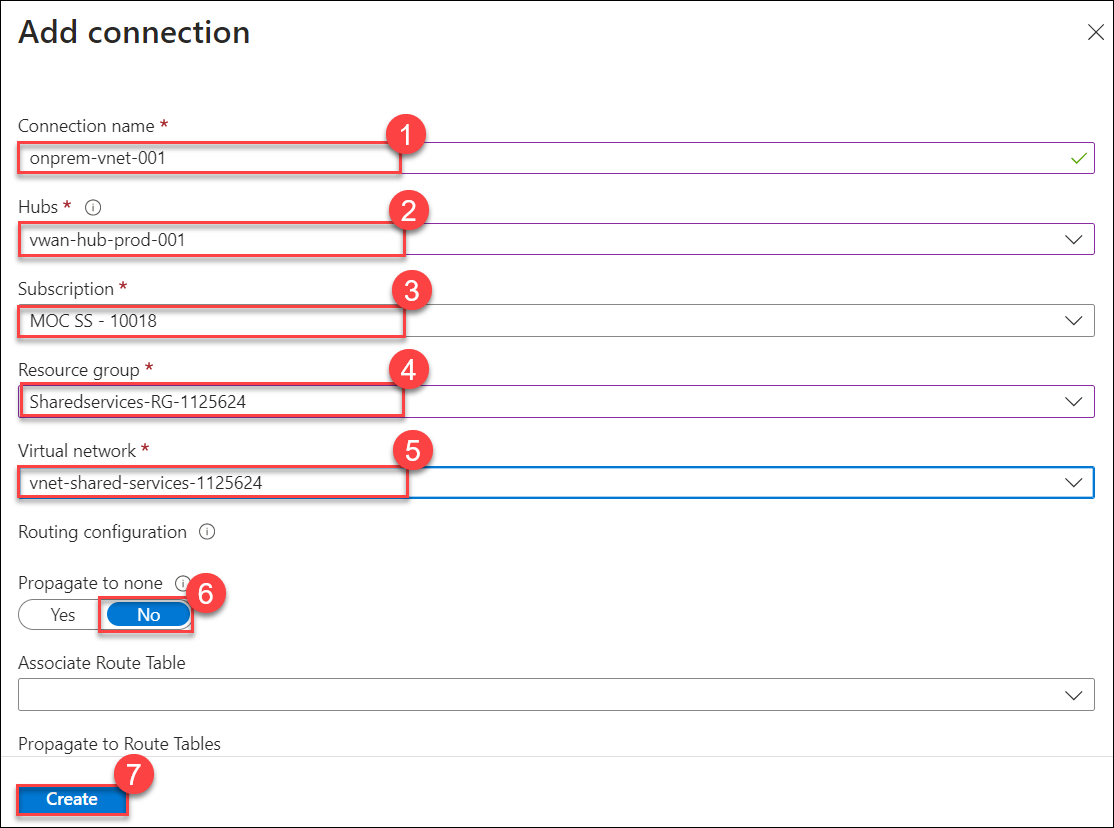 Add connection
Connection name *
1
onprem-vnet-001
Hubs *
2
vwan-hub-prod-001
Subscription *
3
MOC SS - 10018
Resource group *
4
Sharedservices-RG-1125624
Virtual network *
5
vnet-shared-services-1125624
Routing configuration
Propagate to none
6
Yes No
Associate Route Table
Propagate to Route Tables
7
Create